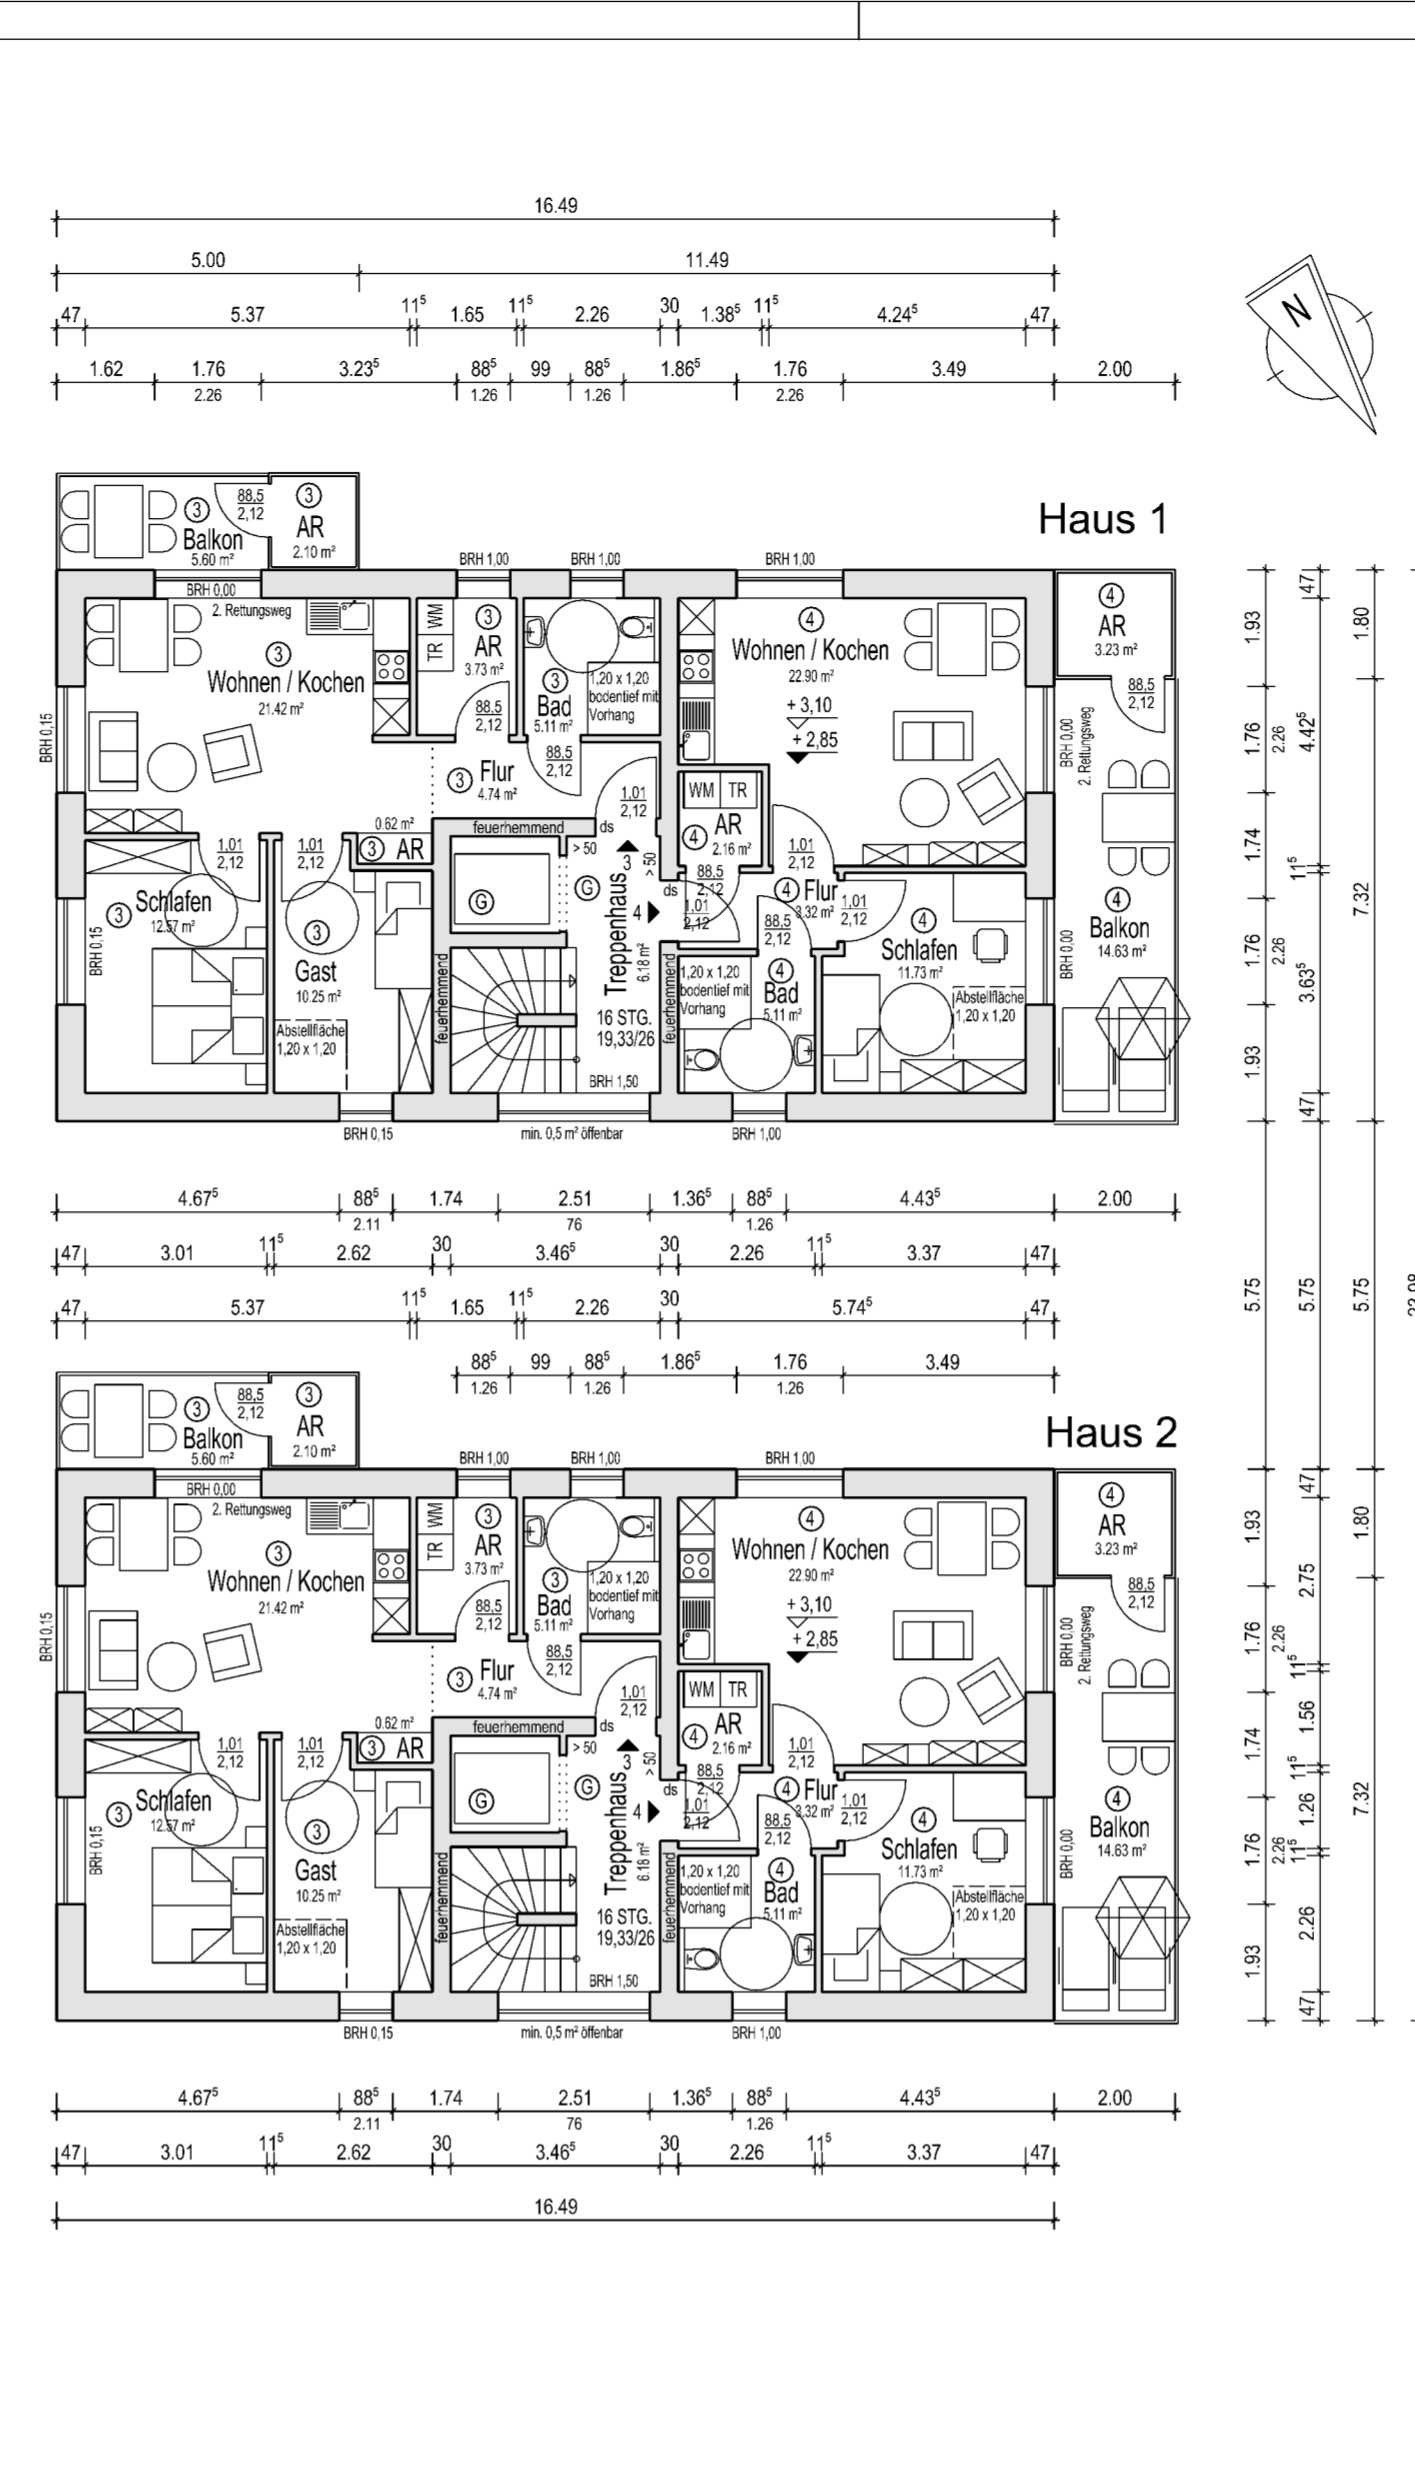 16.49
5.00 11.49
47 5.37 11⁵ 1.65 11⁵ 2.26 30 1.38⁵ 11⁵ 4.24⁵ 47
1.62 1.76 3.23⁵ 88⁵ 99 88⁵ 1.86⁵ 1.76 3.49 2.00
2.26 1.26 1.26 2.26
N
Haus 1
3 Balkon 5.60 m²
88,5
2,12
3 AR 2.10 m²
BRH 1,00 BRH 1,00 BRH 1,00
BRH 0,00
2. Rettungsweg
3
Wohnen / Kochen
21.42 m²
BRH 0,15
WM
TR
3
AR
3.73 m²
88,5
2,12
3
Bad
5.11 m²
1,20 x 1,20
bodentief mit
Vorhang
88,5
2,12
4
Wohnen / Kochen
22.90 m²
+ 3,10
+ 2,85
4
AR
3.23 m²
88,5
2,12
BRH 0,00
2. Rettungsweg
3 Flur
4.74 m²
1,01
2,12
ds
WM TR
4 AR
2.16 m²
88,5
2,12
1,01
2,12
0.62 m²
3 AR
feuerhemmend
> 50
3
> 50
1,01
2,12
1,01
2,12
3 Schlafen
12.57 m²
BRH 0,15
3
Gast
10.25 m²
Abstellfläche
1,20 x 1,20
G
G
4
ds
1,01
2,12
Treppenhaus
6.18 m²
feuerhemmend
feuerhemmend
16 STG.
19,33/26
BRH 1,50
4 Flur
3.32 m²
88,5
2,12
1,01
2,12
4
Schlafen
11.73 m²
Abstellfläche
1,20 x 1,20
1,20 x 1,20
bodentief mit
Vorhang
4
Bad
5.11 m²
BRH 0,00
4
Balkon
14.63 m²
BRH 0,15 min. 0,5 m² öffenbar BRH 1,00
1.93 1.76 2.26 1.74 1.76 2.26 1.93
47 4.42⁵ 11⁵ 3.63⁵ 47
1.80 7.32
4.67⁵ 88⁵ 1.74 2.51 1.36⁵ 88⁵ 4.43⁵ 2.00
2.11 76 1.26
47 3.01 11⁵ 2.62 30 3.46⁵ 30 2.26 11⁵ 3.37 47
47 5.37 11⁵ 1.65 11⁵ 2.26 30 5.74⁵ 47
88⁵ 99 88⁵ 1.86⁵ 1.76 3.49
1.26 1.26 1.26
5.75 5.75 5.75
Haus 2
3 Balkon 5.60 m²
88,5
2,12
3 AR 2.10 m²
BRH 1,00 BRH 1,00 BRH 1,00
BRH 0,00
2. Rettungsweg
3
Wohnen / Kochen
21.42 m²
BRH 0,15
WM
TR
3
AR
3.73 m²
88,5
2,12
3
Bad
5.11 m²
1,20 x 1,20
bodentief mit
Vorhang
88,5
2,12
4
Wohnen / Kochen
22.90 m²
+ 3,10
+ 2,85
4
AR
3.23 m²
88,5
2,12
BRH 0,00
2. Rettungsweg
3 Flur
4.74 m²
1,01
2,12
ds
WM TR
4 AR
2.16 m²
88,5
2,12
1,01
2,12
0.62 m²
3 AR
feuerhemmend
> 50
3
> 50
1,01
2,12
1,01
2,12
3 Schlafen
12.57 m²
BRH 0,15
3
Gast
10.25 m²
Abstellfläche
1,20 x 1,20
G
G
4
ds
1,01
2,12
Treppenhaus
6.18 m²
feuerhemmend
feuerhemmend
16 STG.
19,33/26
BRH 1,50
4 Flur
3.32 m²
88,5
2,12
1,01
2,12
4
Schlafen
11.73 m²
Abstellfläche
1,20 x 1,20
1,20 x 1,20
bodentief mit
Vorhang
4
Bad
5.11 m²
BRH 0,00
4
Balkon
14.63 m²
BRH 0,15 min. 0,5 m² öffenbar BRH 1,00
1.93 1.76 2.26 1.74 1.76 2.26 1.93
47 2.75 11⁵ 1.56 11⁵ 1.26 11⁵ 2.26 47
1.80 7.32
4.67⁵ 88⁵ 1.74 2.51 1.36⁵ 88⁵ 4.43⁵ 2.00
2.11 76 1.26
47 3.01 11⁵ 2.62 30 3.46⁵ 30 2.26 11⁵ 3.37 47
16.49